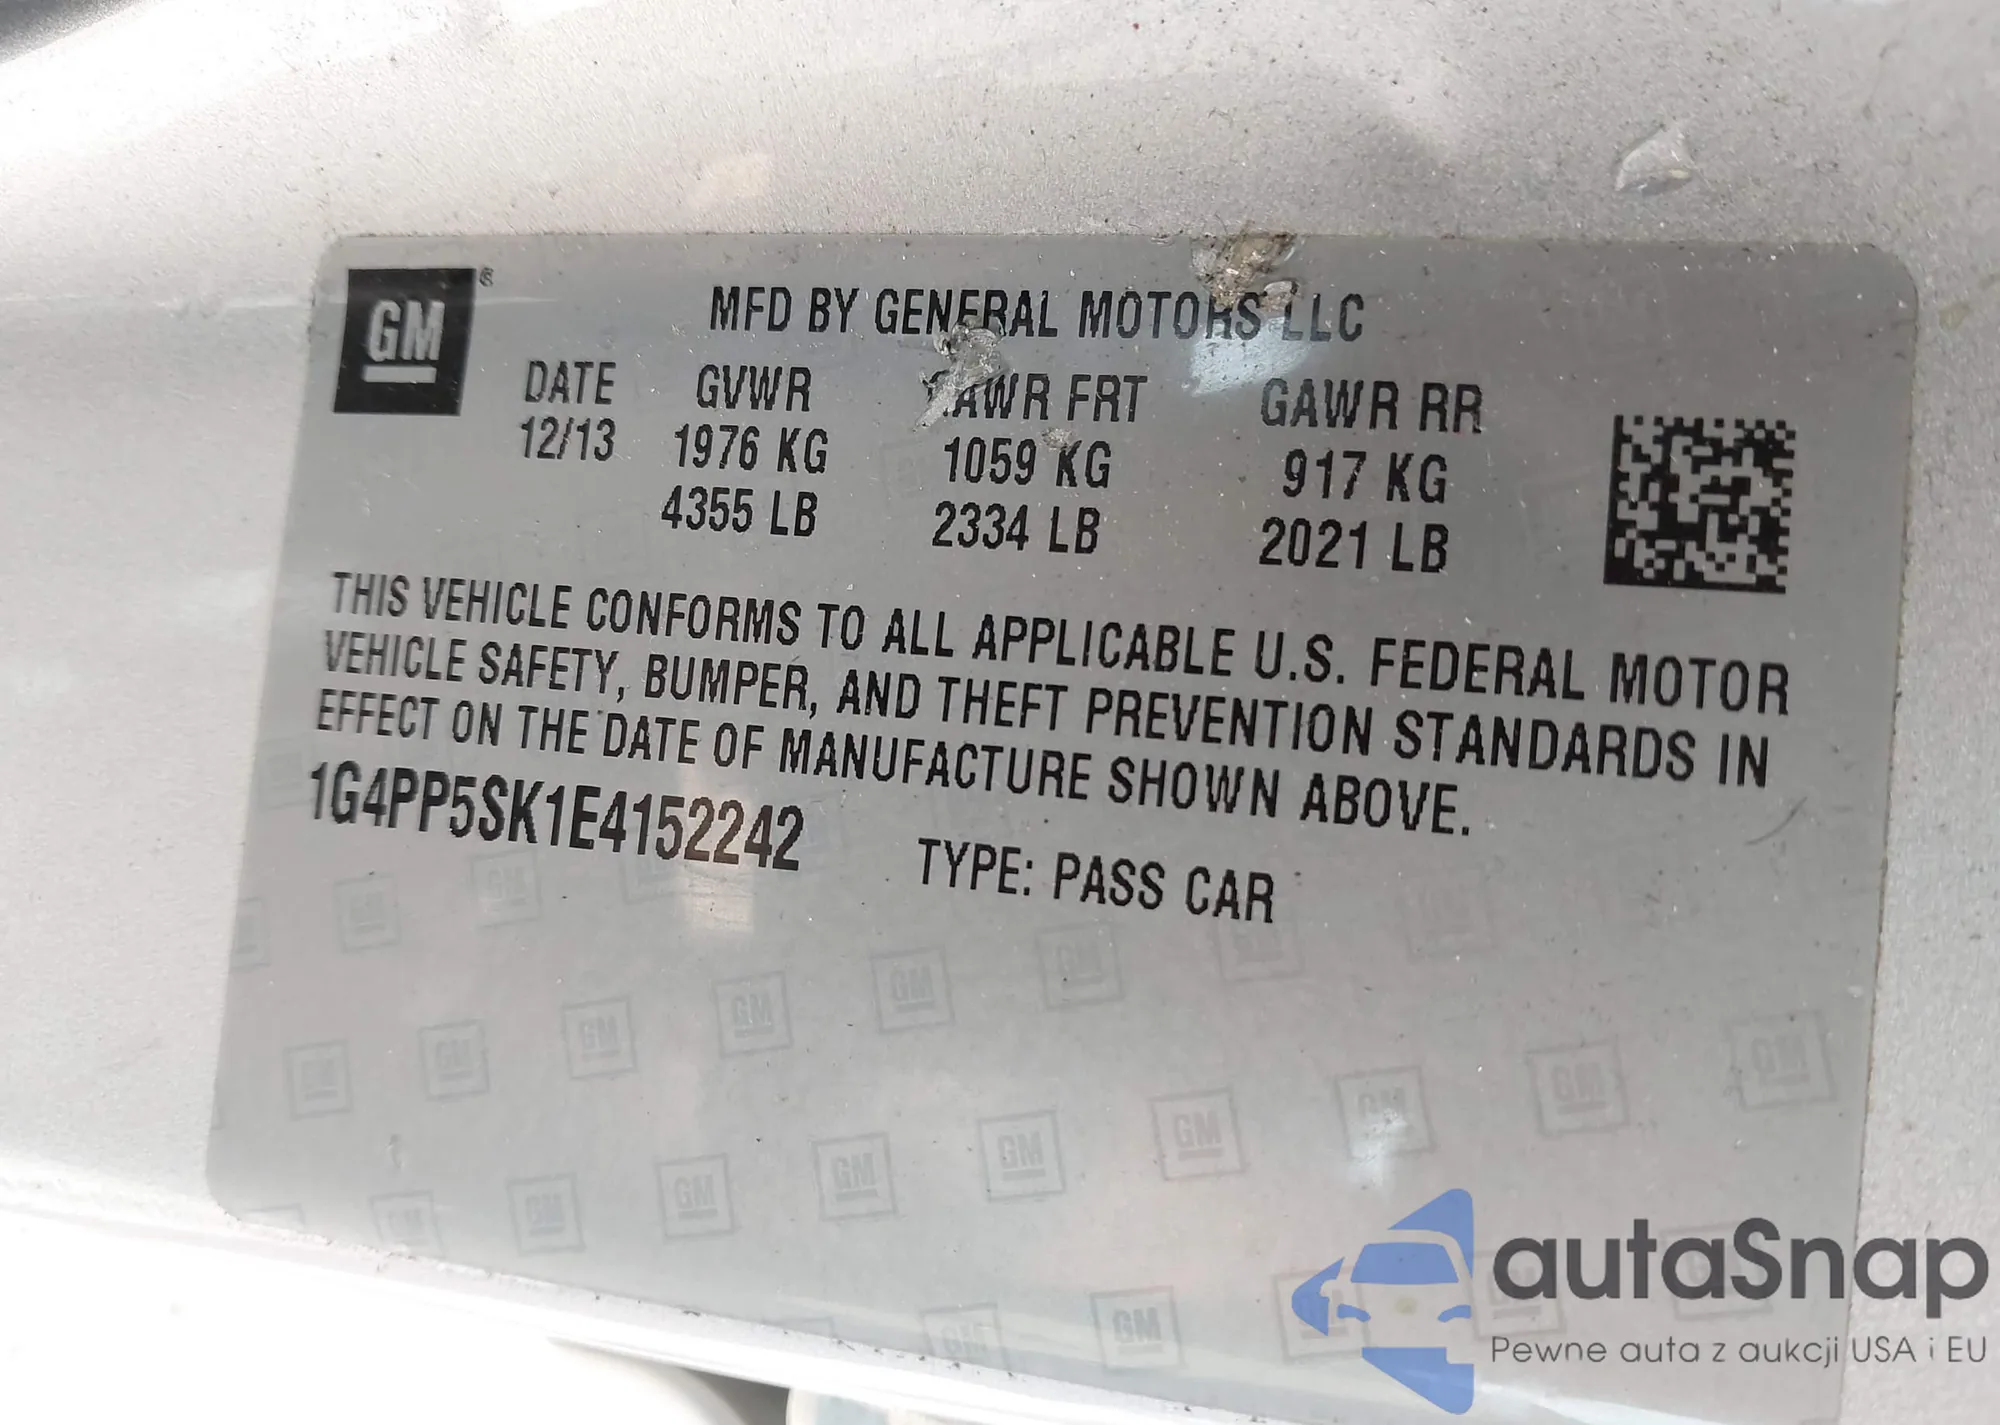 GM®
MFD BY GENERAL MOTORS LLC
DATE GVWR GAWR FRT GAWR RR
12/13 1976 KG 1059 KG 917 KG
4355 LB 2334 LB 2021 LB
THIS VEHICLE CONFORMS TO ALL APPLICABLE U.S. FEDERAL MOTOR
VEHICLE SAFETY, BUMPER, AND THEFT PREVENTION STANDARDS IN
EFFECT ON THE DATE OF MANUFACTURE SHOWN ABOVE.
1G4PP5SK1E4152242 TYPE: PASS CAR
autaSnap
Pewne auta z aukcji USA i EU